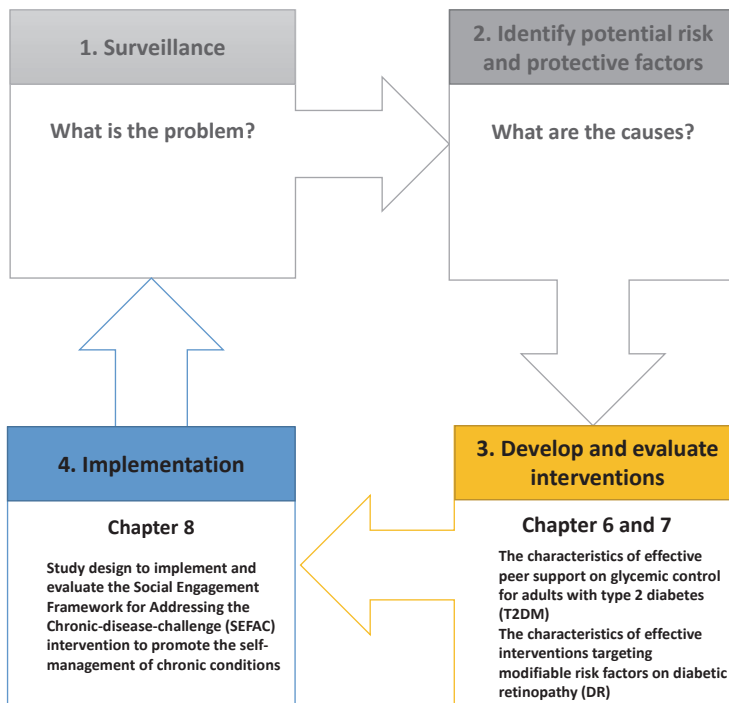 1. Surveillance
What is the problem?
2. Identify potential risk
and protective factors
What are the causes?
3. Develop and evaluate
interventions
Chapter 6 and 7
The characteristics of effective
peer support on glycemic control
for adults with type 2 diabetes
(T2DM)
The characteristics of effective
interventions targeting
modifiable risk factors on diabetic
retinopathy (DR)
4. Implementation
Chapter 8
Study design to implement and
evaluate the Social Engagement
Framework for Addressing the
Chronic-disease-challenge (SEFAC)
intervention to promote the self-
management of chronic conditions